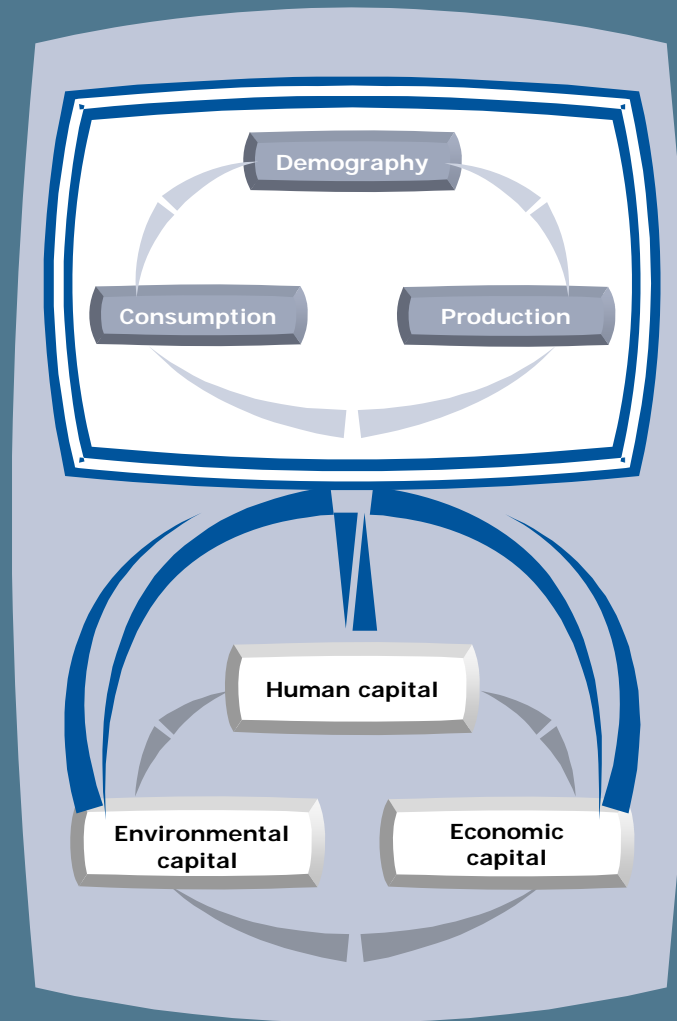 Demography
Consumption
Production
Human capital
Environmental
capital
Economic
capital